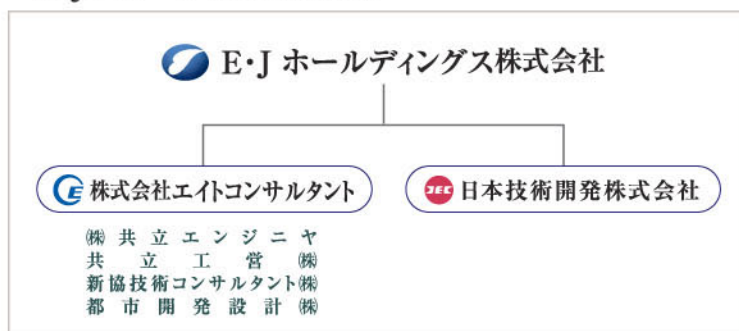 E・J ホールディングス株式会社
株式会社エイトコンサルタント
JEC 日本技術開発株式会社
㈱共立エンジニヤ
共立工営㈱
新協技術コンサルタント㈱
都市開発設計㈱